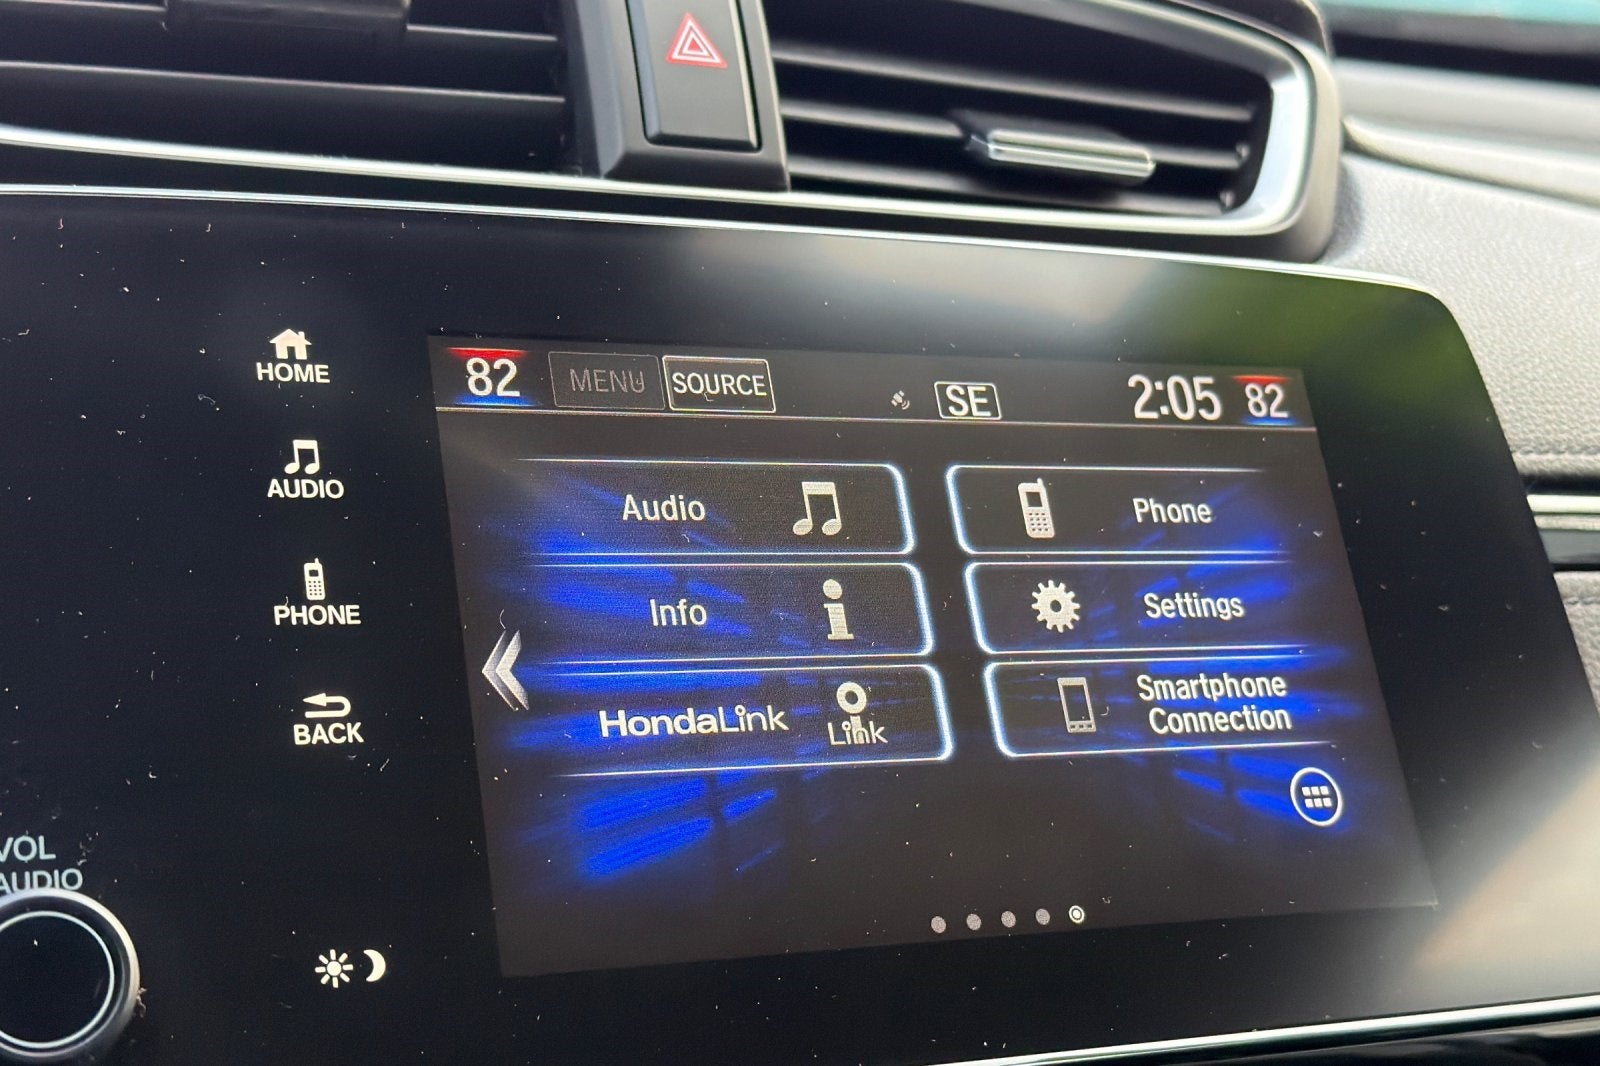 HOME
AUDIO
PHONE
BACK
VOL
AUDIO
82 MENU SOURCE SE 2:05 82
Audio
Phone
Info
Settings
HondaLink
Link
Smartphone
Connection